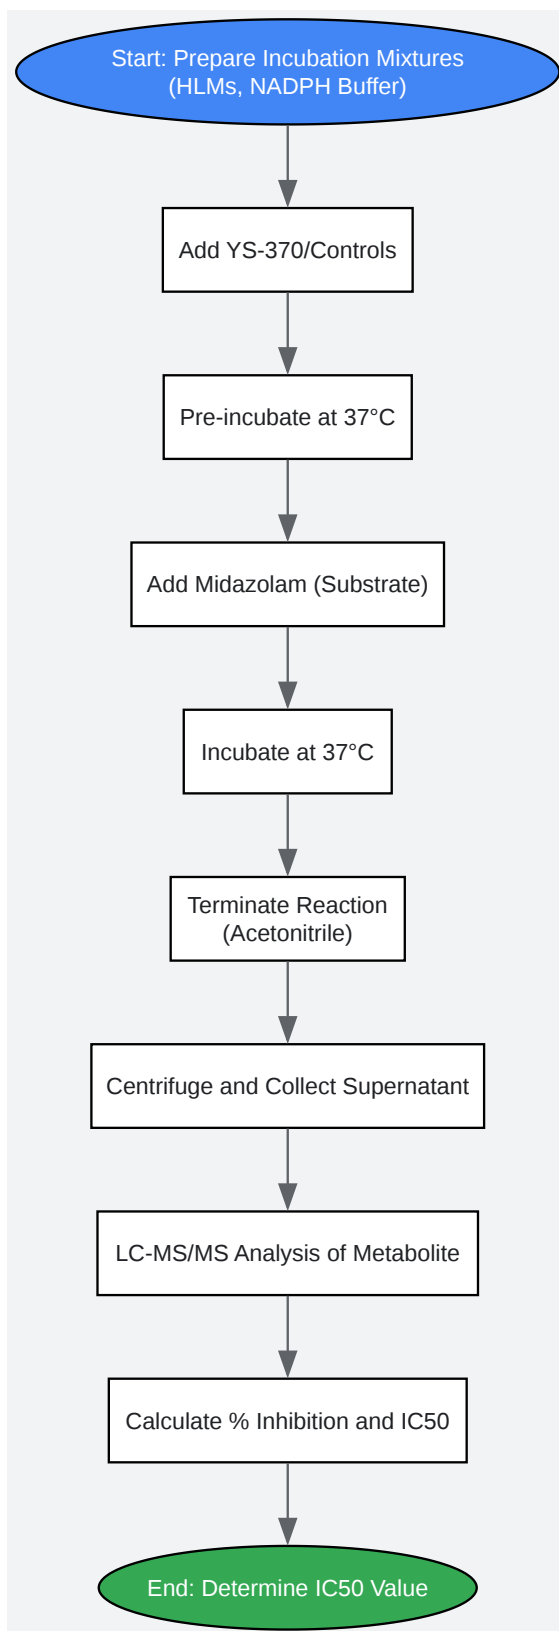 Start: Prepare Incubation Mixtures
(HLMs, NADPH Buffer)
Add YS-370/Controls
Pre-incubate at 37°C
Add Midazolam (Substrate)
Incubate at 37°C
Terminate Reaction
(Acetonitrile)
Centrifuge and Collect Supernatant
LC-MS/MS Analysis of Metabolite
Calculate % Inhibition and IC50
End: Determine IC50 Value